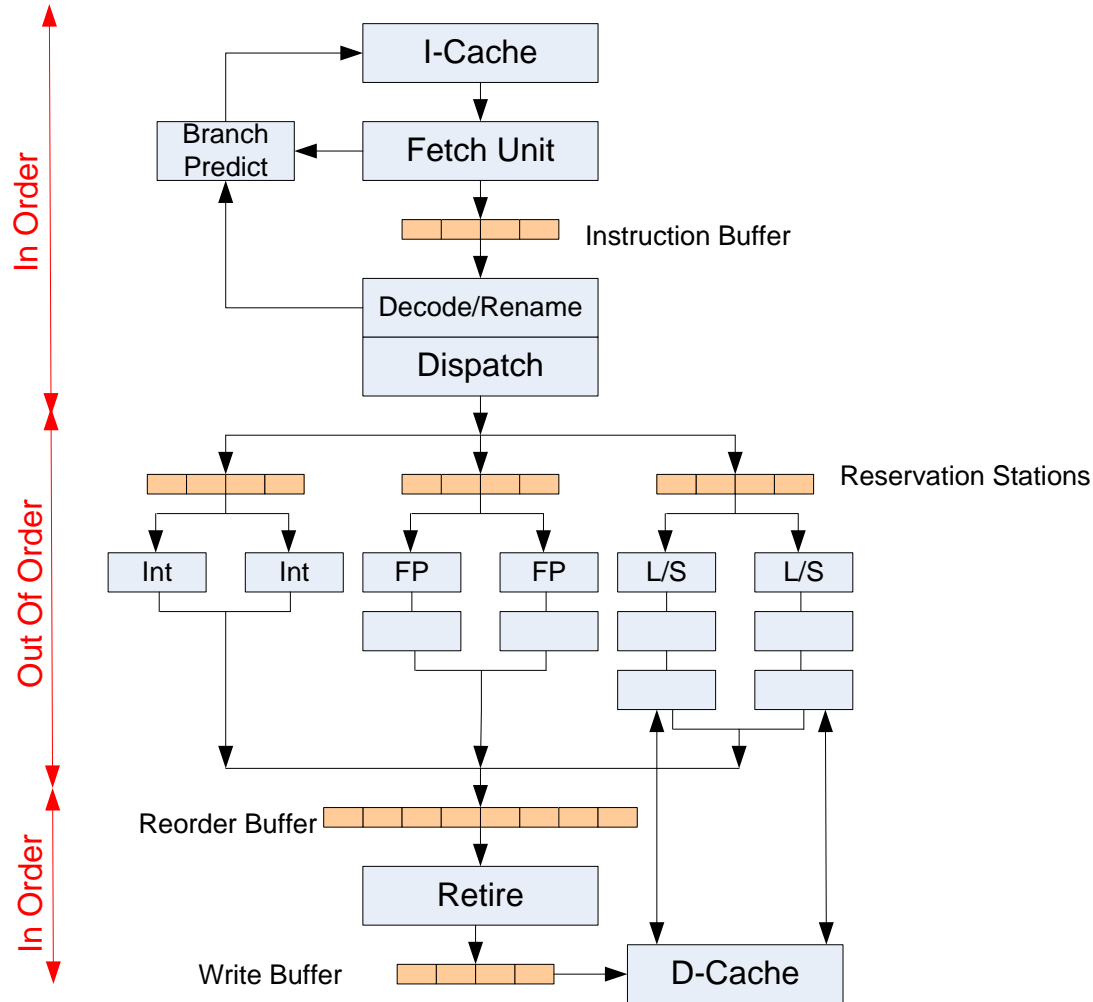 I-Cache
Branch
Predict
Fetch Unit
In Order
Instruction Buffer
Decode/Rename
Dispatch
Reservation Stations
Out Of Order
Int
Int
FP
FP
L/S
L/S
Reorder Buffer
Retire
In Order
Write Buffer
D-Cache